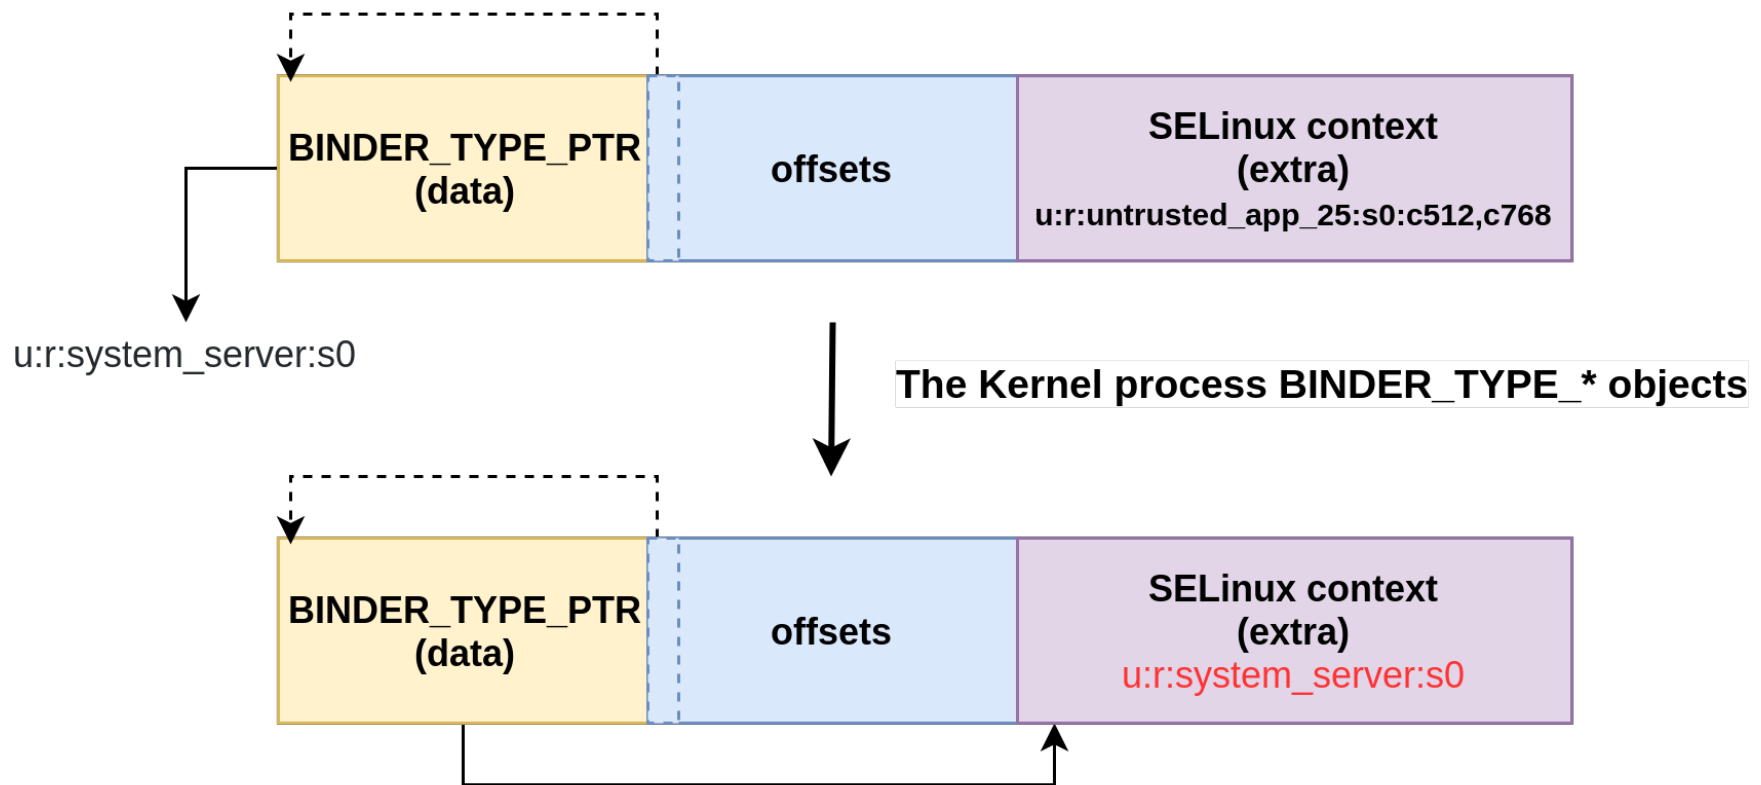 BINDER_TYPE_PTR
(data)
offsets
SELinux context
(extra)
u:r:untrusted_app_25:s0:c512,c768
u:r:system_server:s0
The Kernel process BINDER_TYPE_* objects
BINDER_TYPE_PTR
(data)
offsets
SELinux context
(extra)
u:r:system_server:s0